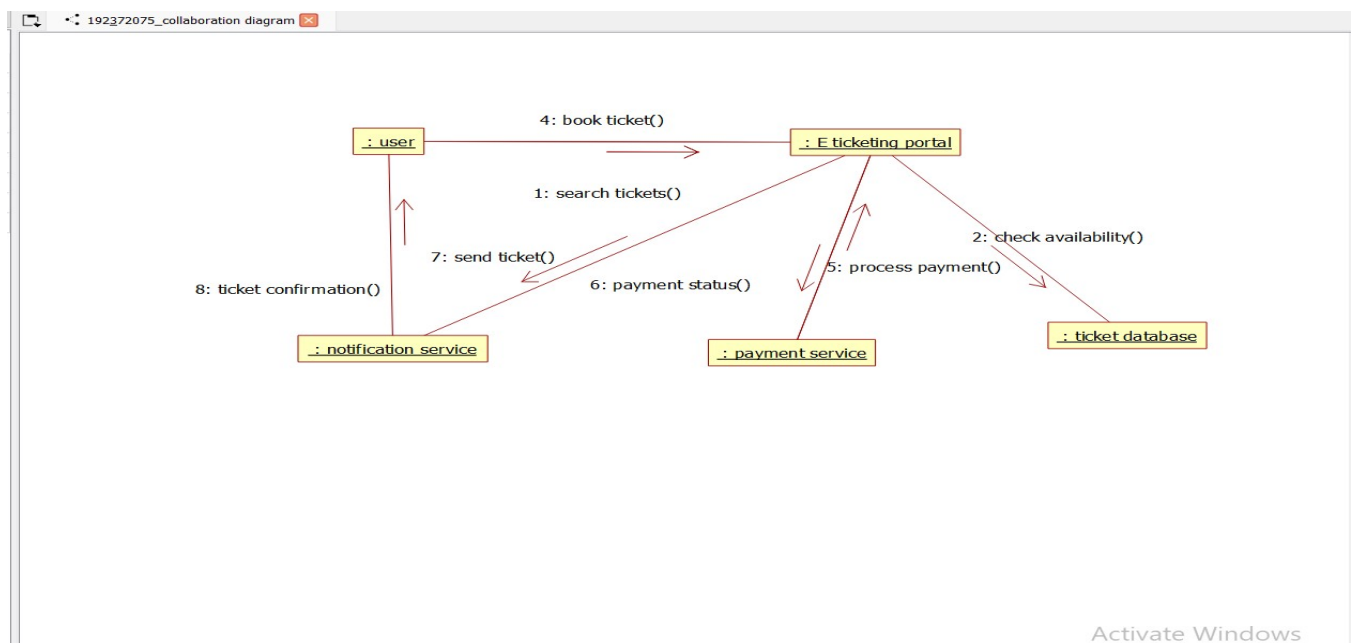 192372075_collaboration diagram
4: book ticket()
: user
: E ticketing portal
1: search tickets()
2: check availability()
7: send ticket()
5: process payment()
6: payment status()
8: ticket confirmation()
: ticket database
: notification service
: payment service
Activate Windows